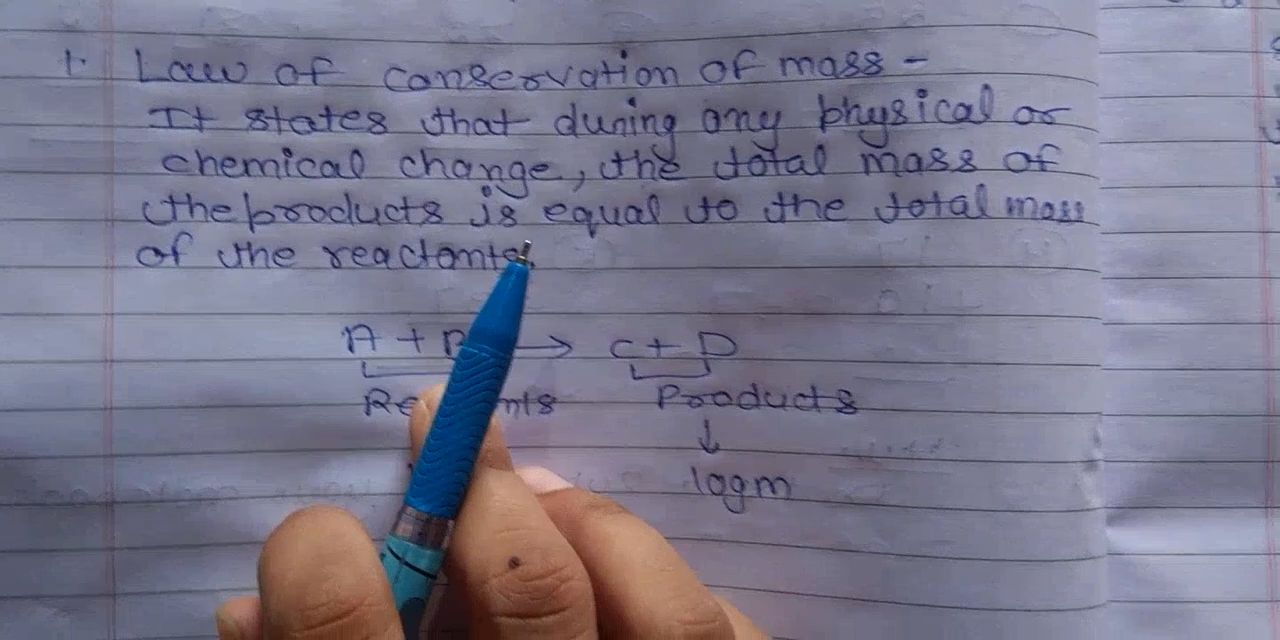 1. Law of conservation of mass -
It states that during any physical or
chemical change, the total mass of
the products is equal to the total mass
of the reactants.
A + B → C + D
Products
↓
10gm